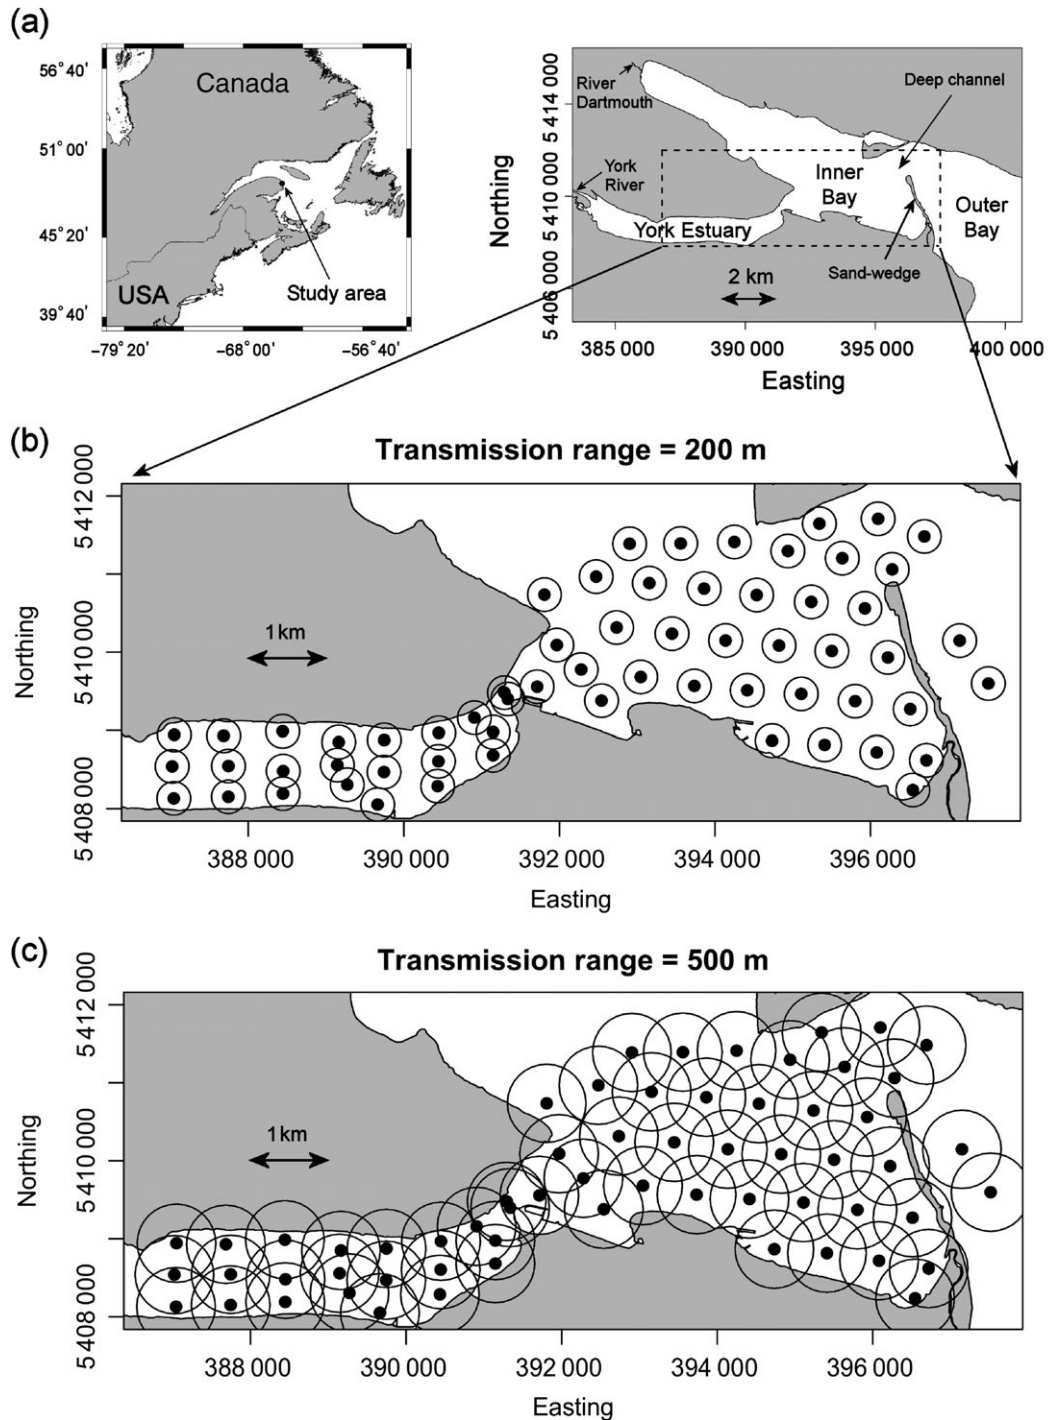 (a)
Canada
USA
Study area
56°40'
51°00'
45°20'
39°40'
−79°20'
−68°00'
−56°40'
River
Dartmouth
York
River
Deep channel
Inner
Bay
Outer
Bay
York Estuary
Sand-wedge
2 km
Northing
5 414 000
5 410 000
5 406 000
385 000
390 000
395 000
400 000
Easting
(b)
Transmission range = 200 m
1km
Northing
5 412 000
5 410 000
5 408 000
388 000
390 000
392 000
394 000
396 000
Easting
(c)
Transmission range = 500 m
1km
Northing
5 412 000
5 410 000
5 408 000
388 000
390 000
392 000
394 000
396 000
Easting